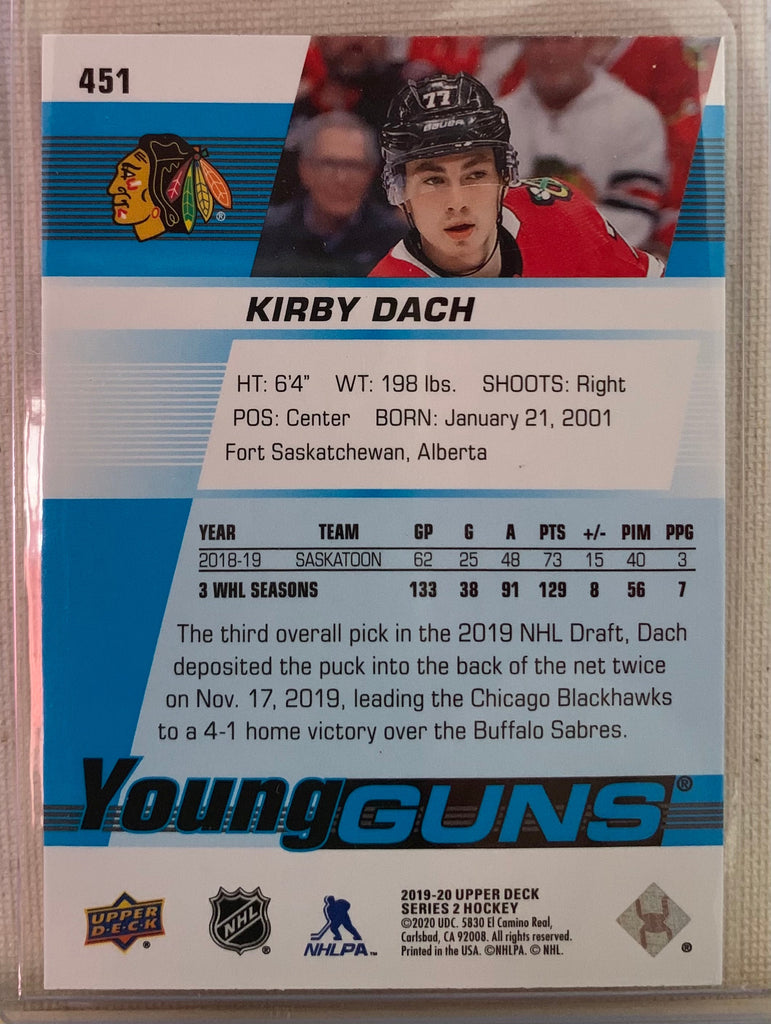 451
77
BAUER
77
®
KIRBY DACH
HT: 6'4" WT: 198 lbs. SHOOTS: Right
POS: Center BORN: January 21, 2001
Fort Saskatchewan, Alberta
YEAR TEAM GP G A PTS +/- PIM PPG
2018-19 SASKATOON 62 25 48 73 15 40 3
3 WHL SEASONS 133 38 91 129 8 56 7
The third overall pick in the 2019 NHL Draft, Dach
deposited the puck into the back of the net twice
on Nov. 17, 2019, leading the Chicago Blackhawks
to a 4-1 home victory over the Buffalo Sabres.
Young GUNS®
UPPER
D·E·C·K®
NHL®
NHLPA™
2019-20 UPPER DECK
SERIES 2 HOCKEY
©2020 UDC. 5830 El Camino Real,
Carlsbad, CA 92008. All rights reserved.
Printed in the USA. ©NHLPA. © NHL.
®